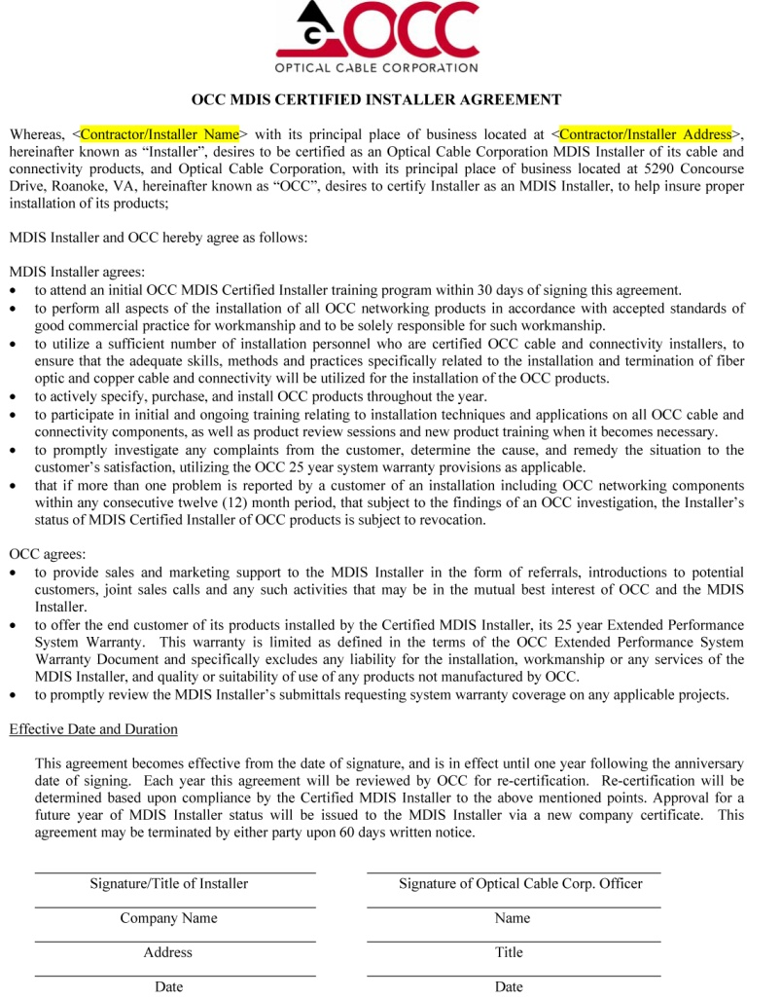 OCC
OPTICAL CABLE CORPORATION
OCC MDIS CERTIFIED INSTALLER AGREEMENT
Whereas, <Contractor/Installer Name> with its principal place of business located at <Contractor/Installer Address>,
hereinafter known as “Installer”, desires to be certified as an Optical Cable Corporation MDIS Installer of its cable and
connectivity products, and Optical Cable Corporation, with its principal place of business located at 5290 Concourse
Drive, Roanoke, VA, hereinafter known as “OCC”, desires to certify Installer as an MDIS Installer, to help insure proper
installation of its products;
MDIS Installer and OCC hereby agree as follows:
MDIS Installer agrees:
• to attend an initial OCC MDIS Certified Installer training program within 30 days of signing this agreement.
• to perform all aspects of the installation of all OCC networking products in accordance with accepted standards of
good commercial practice for workmanship and to be solely responsible for such workmanship.
• to utilize a sufficient number of installation personnel who are certified OCC cable and connectivity installers, to
ensure that the adequate skills, methods and practices specifically related to the installation and termination of fiber
optic and copper cable and connectivity will be utilized for the installation of the OCC products.
• to actively specify, purchase, and install OCC products throughout the year.
• to participate in initial and ongoing training relating to installation techniques and applications on all OCC cable and
connectivity components, as well as product review sessions and new product training when it becomes necessary.
• to promptly investigate any complaints from the customer, determine the cause, and remedy the situation to the
customer’s satisfaction, utilizing the OCC 25 year system warranty provisions as applicable.
• that if more than one problem is reported by a customer of an installation including OCC networking components
within any consecutive twelve (12) month period, that subject to the findings of an OCC investigation, the Installer’s
status of MDIS Certified Installer of OCC products is subject to revocation.
OCC agrees:
• to provide sales and marketing support to the MDIS Installer in the form of referrals, introductions to potential
customers, joint sales calls and any such activities that may be in the mutual best interest of OCC and the MDIS
Installer.
• to offer the end customer of its products installed by the Certified MDIS Installer, its 25 year Extended Performance
System Warranty. This warranty is limited as defined in the terms of the OCC Extended Performance System
Warranty Document and specifically excludes any liability for the installation, workmanship or any services of the
MDIS Installer, and quality or suitability of use of any products not manufactured by OCC.
• to promptly review the MDIS Installer’s submittals requesting system warranty coverage on any applicable projects.
Effective Date and Duration
This agreement becomes effective from the date of signature, and is in effect until one year following the anniversary
date of signing. Each year this agreement will be reviewed by OCC for re-certification. Re-certification will be
determined based upon compliance by the Certified MDIS Installer to the above mentioned points. Approval for a
future year of MDIS Installer status will be issued to the MDIS Installer via a new company certificate. This
agreement may be terminated by either party upon 60 days written notice.
Signature/Title of Installer
Signature of Optical Cable Corp. Officer
Company Name
Name
Address
Title
Date
Date